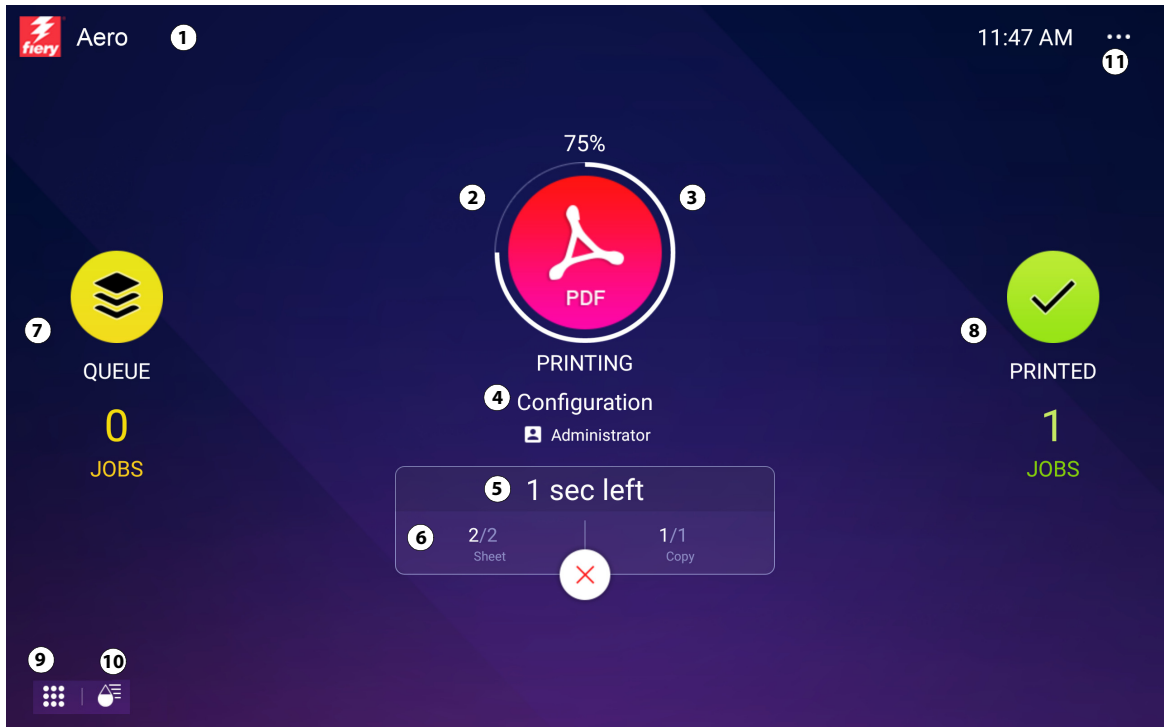 fiery
Aero
1
11:47 AM
11
75%
2
3
PDF
7
8
QUEUE
PRINTING
PRINTED
4
Configuration
Administrator
0
1
JOBS
JOBS
5
1 sec left
6
2/2
1/1
Sheet
Copy
9
10